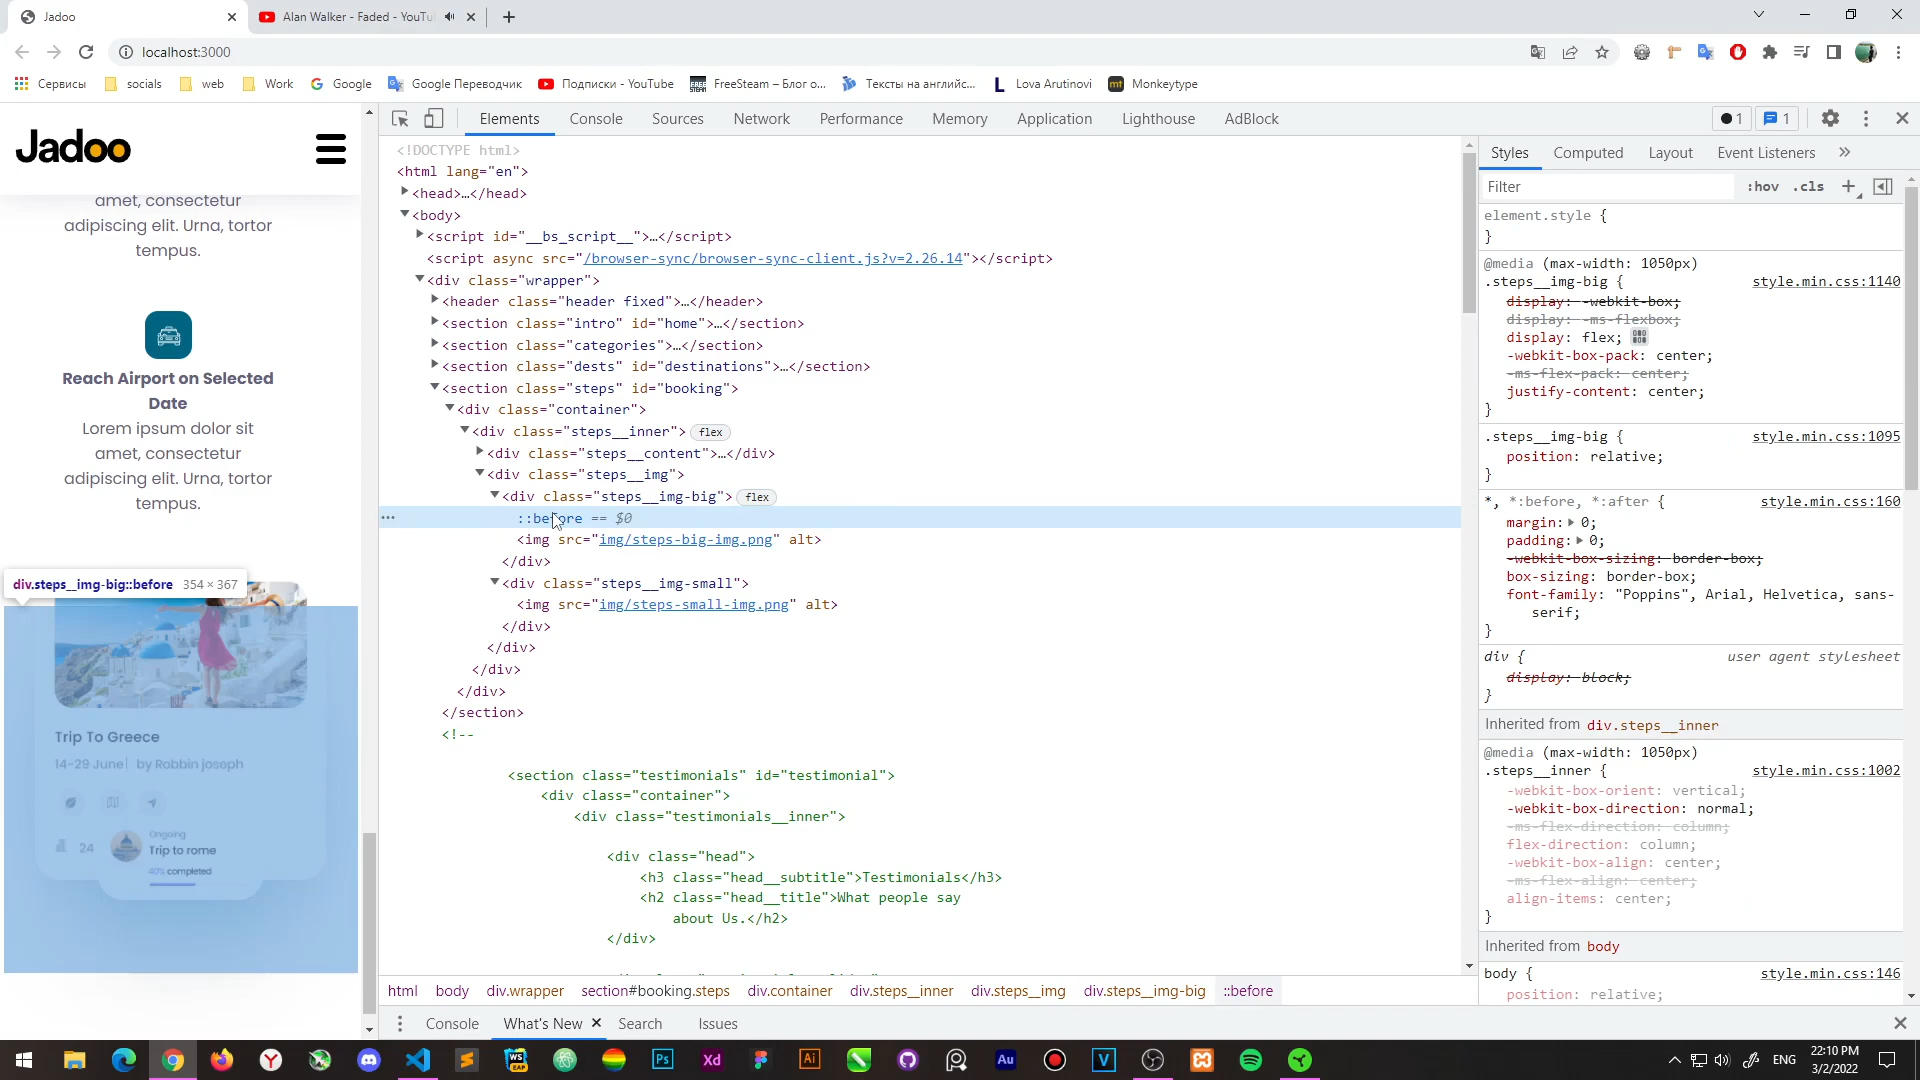 Jadoo
Alan Walker - Faded - YouTu
localhost:3000
Сервисы
socials
web
Work
Google
Google Переводчик
Подписки - YouTube
FreeSteam – Блог о...
Тексты на английс...
Lova Arutinovi
Monkeytype
Jadoo
amet, consectetur
adipiscing elit. Urna, tortor
tempus.
Reach Airport on Selected
Date
Lorem ipsum dolor sit
amet, consectetur
adipiscing elit. Urna, tortor
tempus.
div.steps__img-big::before 354 × 367
Trip To Greece
14-29 June | by Robbin joseph
Ongoing
24 Trip to rome
40% completed
Elements Console Sources Network Performance Memory Application Lighthouse AdBlock
1 1
<!DOCTYPE html>
<html lang="en">
<head>…</head>
<body>
<script id="__bs_script__">…</script>
<script async src="/browser-sync/browser-sync-client.js?v=2.26.14"></script>
<div class="wrapper">
<header class="header fixed">…</header>
<section class="intro" id="home">…</section>
<section class="categories">…</section>
<section class="dests" id="destinations">…</section>
<section class="steps" id="booking">
<div class="container">
<div class="steps__inner"> flex
<div class="steps__content">…</div>
<div class="steps__img">
<div class="steps__img-big"> flex
::before == $0
<img src="img/steps-big-img.png" alt>
</div>
<div class="steps__img-small">
<img src="img/steps-small-img.png" alt>
</div>
</div>
</div>
</div>
</section>
<!--
<section class="testimonials" id="testimonial">
<div class="container">
<div class="testimonials__inner">
<div class="head">
<h3 class="head__subtitle">Testimonials</h3>
<h2 class="head__title">What people say
about Us.</h2>
</div>
html body div.wrapper section#booking.steps div.container div.steps__inner div.steps__img div.steps__img-big ::before
Console What's New Search Issues
Styles Computed Layout Event Listeners
Filter :hov .cls
element.style {
}
@media (max-width: 1050px)
.steps__img-big { style.min.css:1140
display: -webkit-box;
display: -ms-flexbox;
display: flex;
-webkit-box-pack: center;
-ms-flex-pack: center;
justify-content: center;
}
.steps__img-big { style.min.css:1095
position: relative;
}
*, *:before, *:after { style.min.css:160
margin: 0;
padding: 0;
-webkit-box-sizing: border-box;
box-sizing: border-box;
font-family: "Poppins", Arial, Helvetica, sans-
serif;
}
div { user agent stylesheet
display: block;
}
Inherited from div.steps__inner
@media (max-width: 1050px)
.steps__inner { style.min.css:1002
-webkit-box-orient: vertical;
-webkit-box-direction: normal;
-ms-flex-direction: column;
flex-direction: column;
-webkit-box-align: center;
-ms-flex-align: center;
align-items: center;
}
Inherited from body
body { style.min.css:146
position: relative;
ENG
22:10 PM
3/2/2022